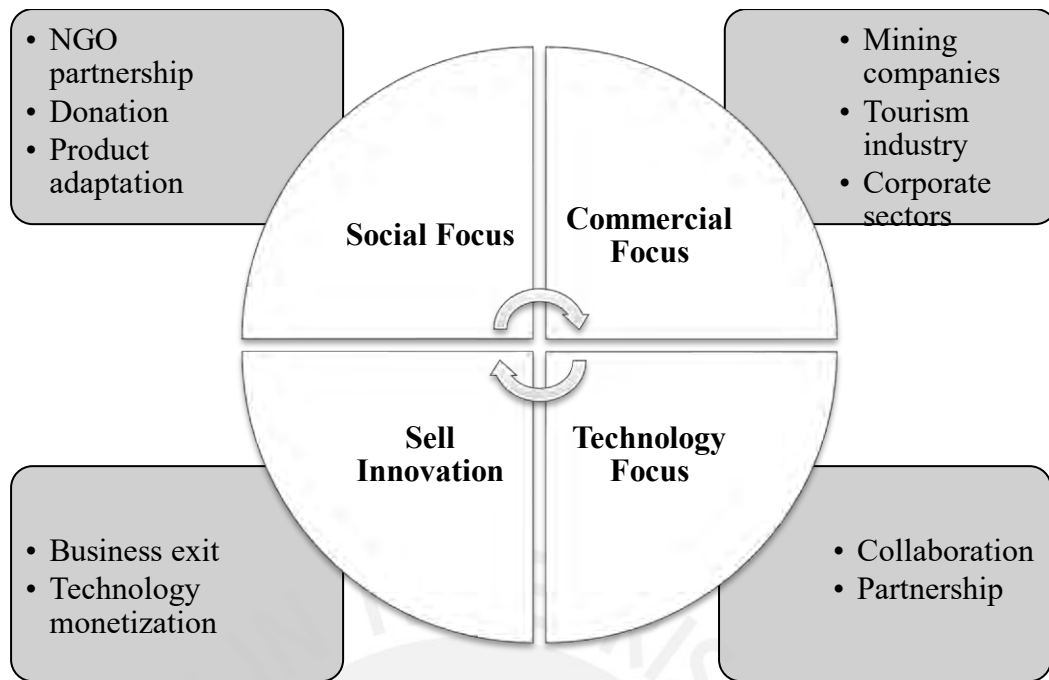 • NGO
partnership
• Donation
• Product
adaptation
• Mining
companies
• Tourism
industry
• Corporate
sectors
Social Focus
Commercial
Focus
Sell
Innovation
Technology
Focus
• Business exit
• Technology
monetization
• Collaboration
• Partnership